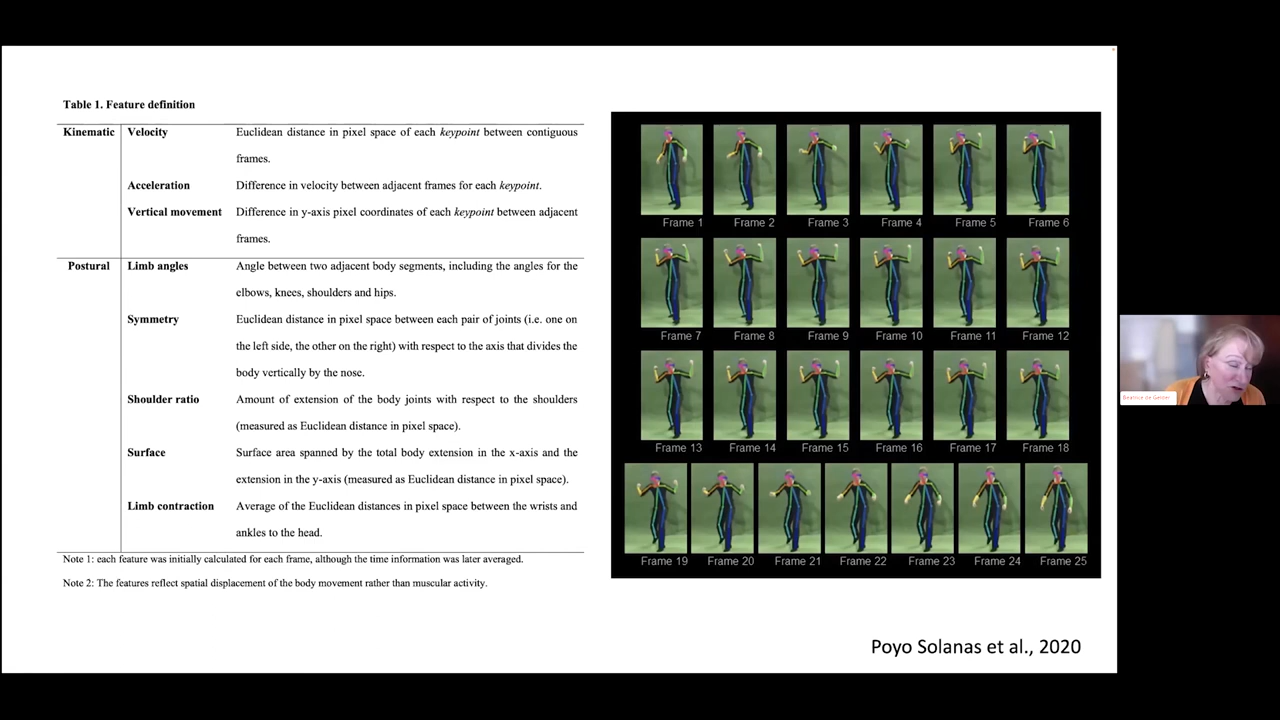 Table 1. Feature definition
Kinematic Velocity Euclidean distance in pixel space of each keypoint between contiguous
frames.
Acceleration Difference in velocity between adjacent frames for each keypoint.
Vertical movement Difference in y-axis pixel coordinates of each keypoint between adjacent
frames.
Postural Limb angles Angle between two adjacent body segments, including the angles for the
elbows, knees, shoulders and hips.
Symmetry Euclidean distance in pixel space between each pair of joints (i.e. one on
the left side, the other on the right) with respect to the axis that divides the
body vertically by the nose.
Shoulder ratio Amount of extension of the body joints with respect to the shoulders
(measured as Euclidean distance in pixel space).
Surface Surface area spanned by the total body extension in the x-axis and the
extension in the y-axis (measured as Euclidean distance in pixel space).
Limb contraction Average of the Euclidean distances in pixel space between the wrists and
ankles to the head.
Note 1: each feature was initially calculated for each frame, although the time information was later averaged.
Note 2: The features reflect spatial displacement of the body movement rather than muscular activity.
Frame 1 Frame 2 Frame 3 Frame 4 Frame 5 Frame 6
Frame 7 Frame 8 Frame 9 Frame 10 Frame 11 Frame 12
Frame 13 Frame 14 Frame 15 Frame 16 Frame 17 Frame 18
Frame 19 Frame 20 Frame 21 Frame 22 Frame 23 Frame 24 Frame 25
Poyo Solanas et al., 2020
Beatrice de Gelder